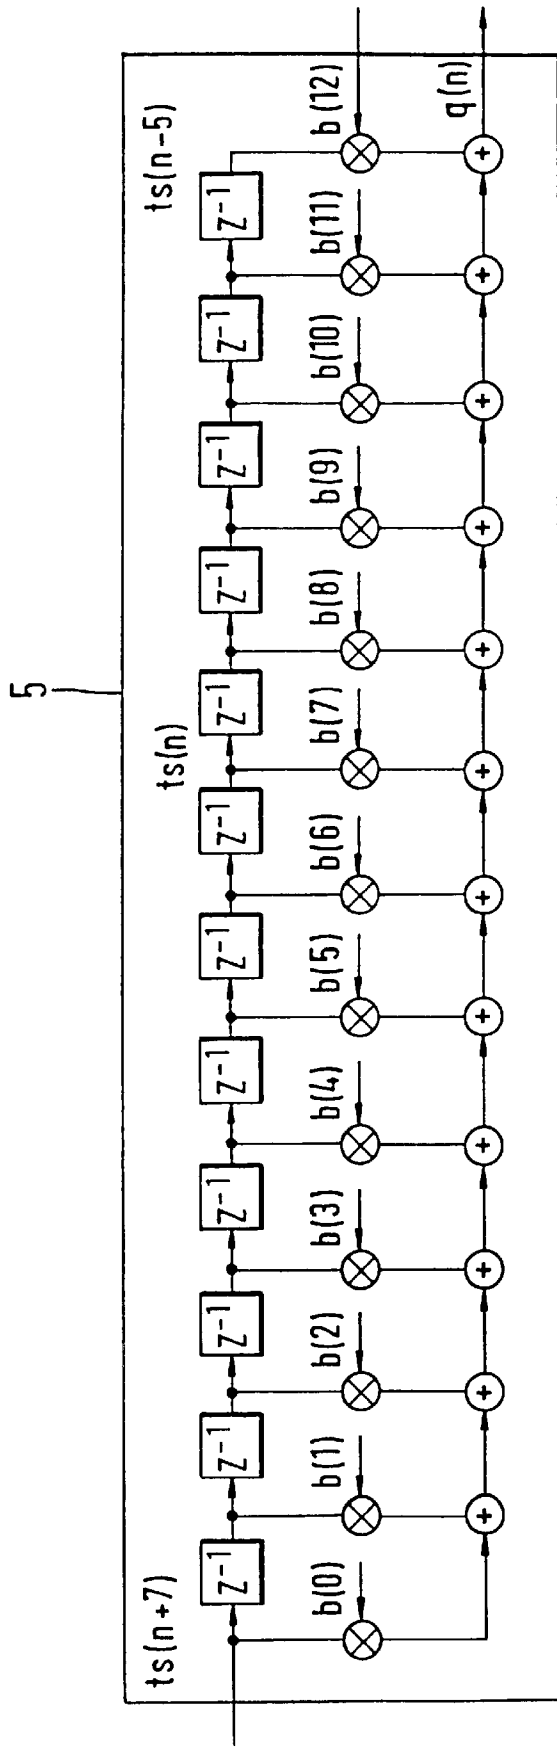 5
ts(n+7)
ts(n)
ts(n-5)
z⁻¹
z⁻¹
z⁻¹
z⁻¹
z⁻¹
z⁻¹
z⁻¹
z⁻¹
z⁻¹
z⁻¹
z⁻¹
z⁻¹
b(0)
b(1)
b(2)
b(3)
b(4)
b(5)
b(6)
b(7)
b(8)
b(9)
b(10)
b(11)
b(12)
+
+
+
+
+
+
+
+
+
+
+
+
q(n)